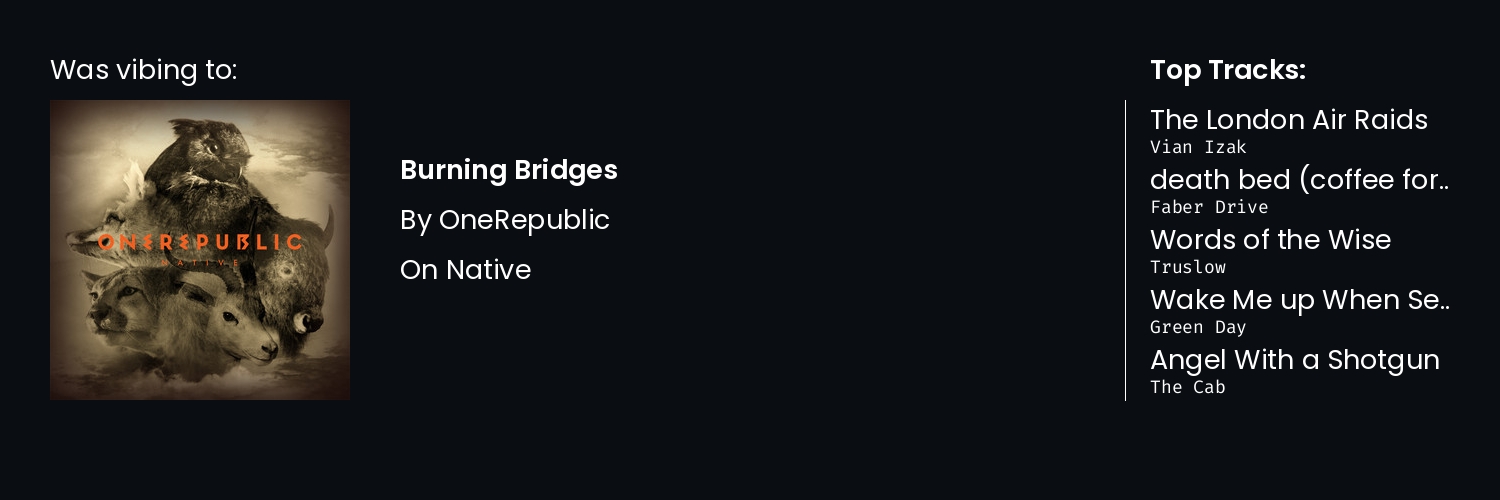 Was vibing to:
ONEREPUBLIC
NATIVE
Burning Bridges
By OneRepublic
On Native
Top Tracks:
The London Air Raids
Vian Izak
death bed (coffee for..
Faber Drive
Words of the Wise
Truslow
Wake Me up When Se..
Green Day
Angel With a Shotgun
The Cab